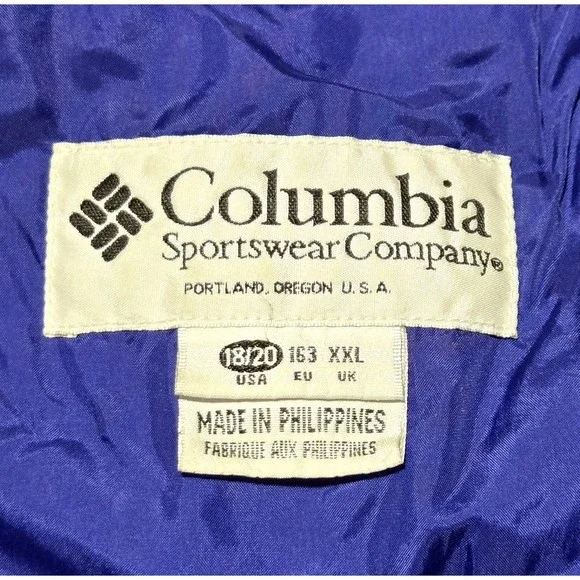 Columbia
Sportswear Company®
PORTLAND, OREGON U.S.A.
18/20 163 XXL
USA EU UK
MADE IN PHILIPPINES
FABRIQUE AUX PHILIPPINES